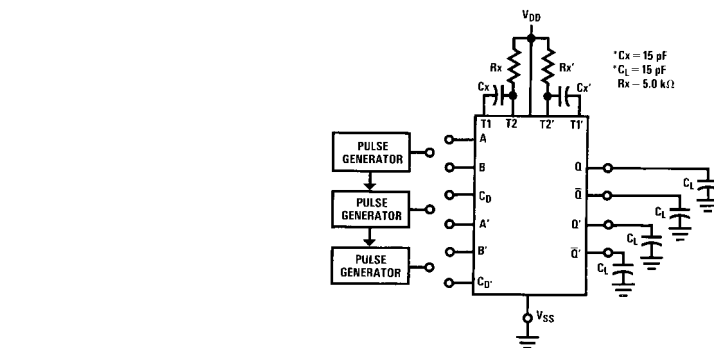 VDD
*Cx = 15 pF
*CL = 15 pF
Rx = 5.0 kΩ
Rx
Rx'
Cx
Cx'
T1
T2
T2'
T1'
PULSE
GENERATOR
PULSE
GENERATOR
PULSE
GENERATOR
A
B
CD
A'
B'
CD'
Q
Q̅
Q'
Q̅'
CL
CL
CL
CL
VSS